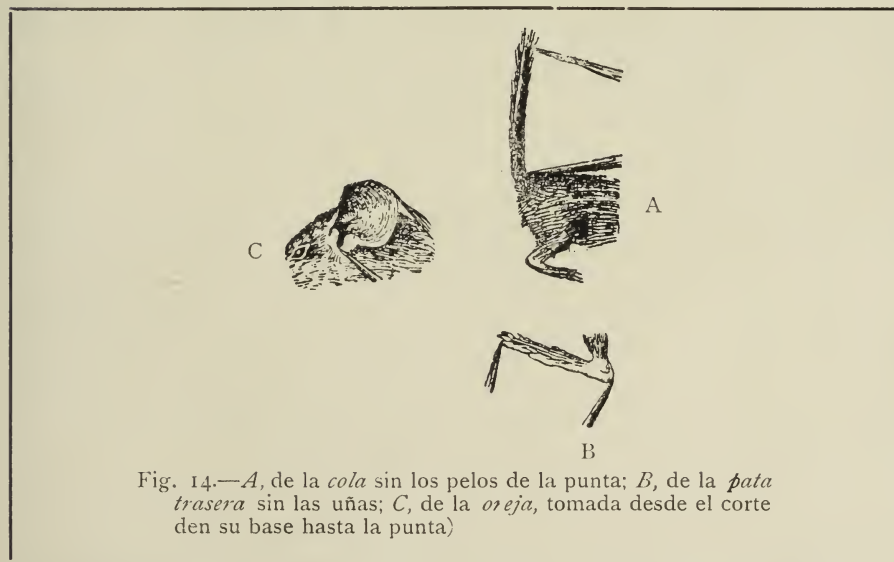 C
A
B
Fig. 14.—A, de la cola sin los pelos de la punta; B, de la pata
trasera sin las uñas; C, de la oreja, tomada desde el corte
den su base hasta la punta)